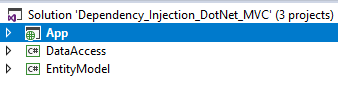 Solution 'Dependency_Injection_DotNet_MVC' (3 projects)
App
C# DataAccess
C# EntityModel